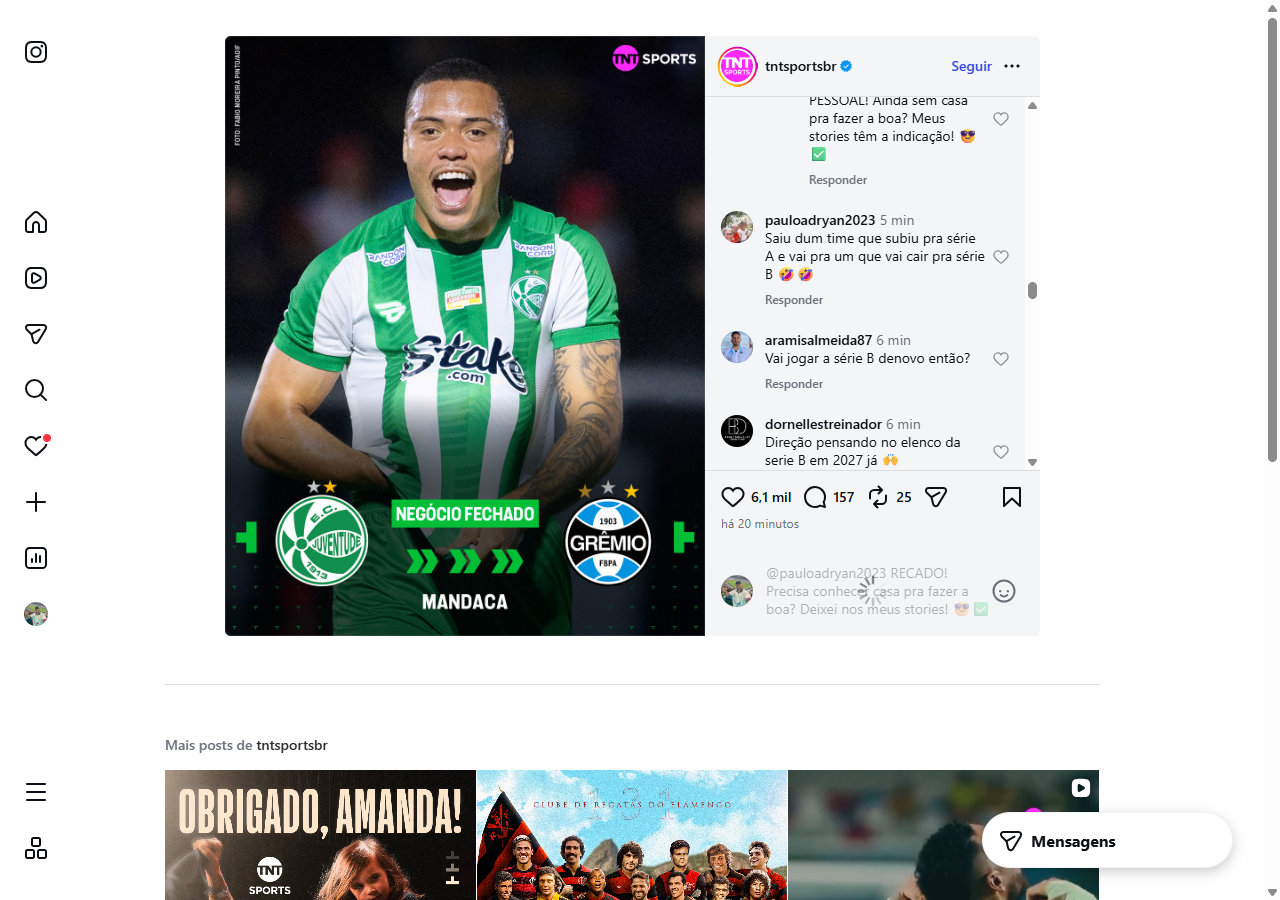 FOTO: FABIO MOREIRA PINTO/AGIF
TNT SPORTS
RANDON CORP
RANDON CORP
Stake
.com
E.C.
JUVENTUDE
1913
NEGÓCIO FECHADO
MANDACA
1903
GRÊMIO
FBPA
TNT SPORTS
tntsportsbr
Seguir
PESSOAL! Ainda sem casa
pra fazer a boa? Meus
stories têm a indicação! 😎
✅
Responder
pauloadryan2023 5 min
Saiu dum time que subiu pra série
A e vai pra um que vai cair pra série
B 🤣 🤣
Responder
aramisalmeida87 6 min
Vai jogar a série B denovo então?
Responder
dornellestreinador 6 min
Direção pensando no elenco da
serie B em 2027 já 🙌
6,1 mil 157 25
há 20 minutos
@pauloadryan2023 RECADO!
Precisa conhecer casa pra fazer a
boa? Deixei nos meus stories! 😎 ✅
Mais posts de tntsportsbr
OBRIGADO, AMANDA!
TNT
SPORTS
131
CLUBE DE REGATAS DO FLAMENGO
Mensagens